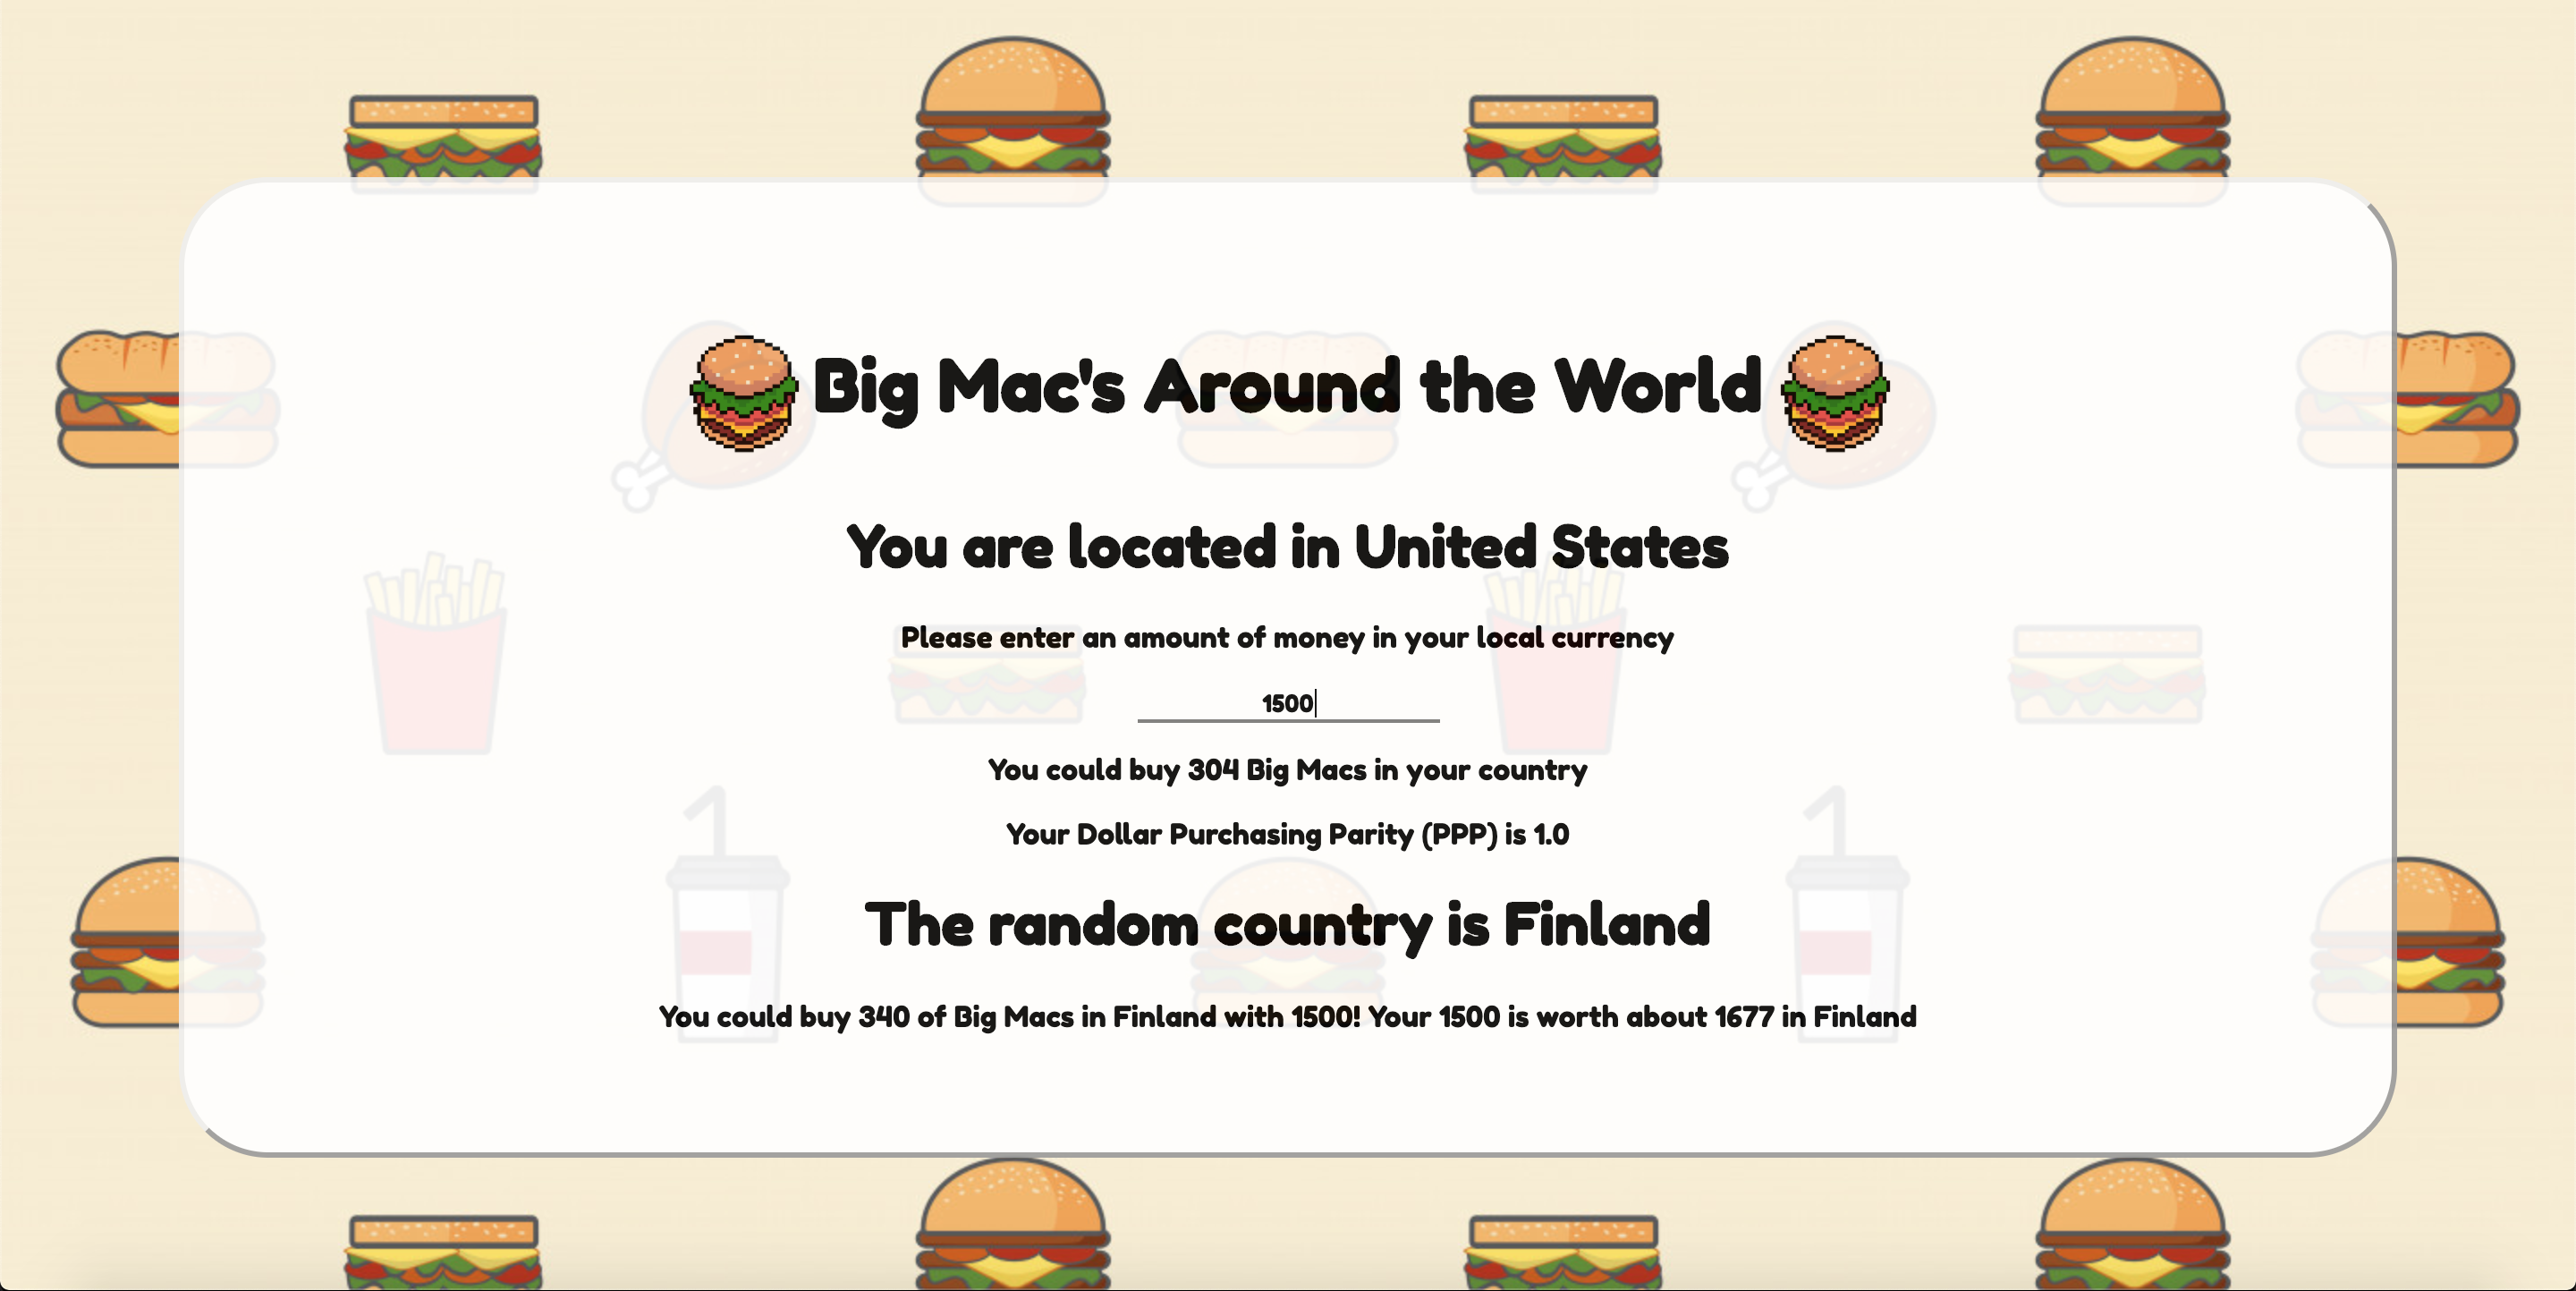 Big Mac's Around the World
You are located in United States
Please enter an amount of money in your local currency
1500
You could buy 304 Big Macs in your country
Your Dollar Purchasing Parity (PPP) is 1.0
The random country is Finland
You could buy 340 of Big Macs in Finland with 1500! Your 1500 is worth about 1677 in Finland